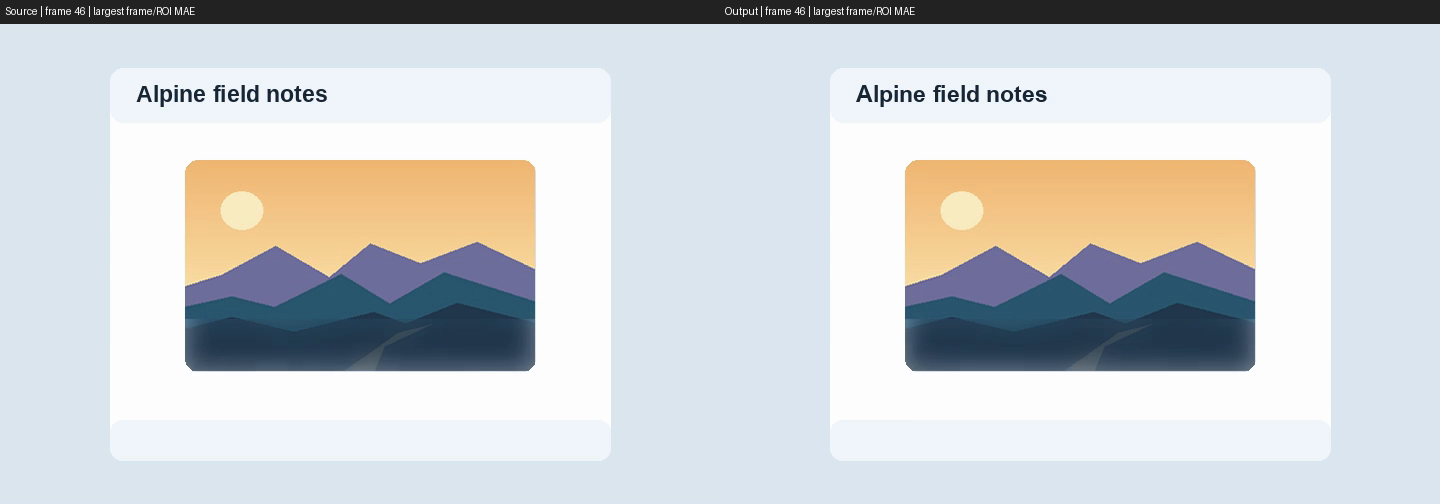 Source | frame 46 | largest frame/ROI MAE
Output | frame 46 | largest frame/ROI MAE
Alpine field notes
Alpine field notes